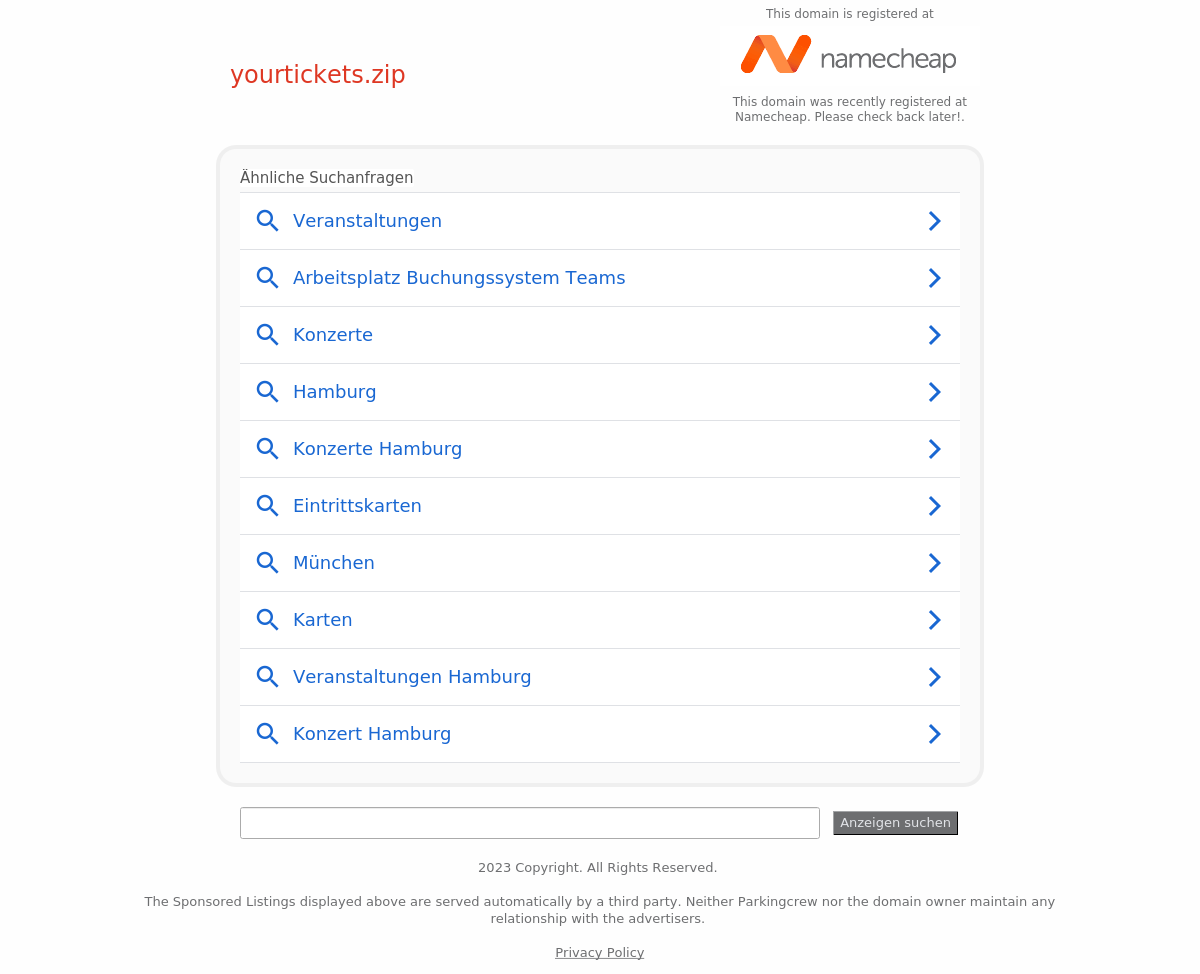 This domain is registered at
namecheap
yourtickets.zip
This domain was recently registered at
Namecheap. Please check back later!.
Ähnliche Suchanfragen
Veranstaltungen
Arbeitsplatz Buchungssystem Teams
Konzerte
Hamburg
Konzerte Hamburg
Eintrittskarten
München
Karten
Veranstaltungen Hamburg
Konzert Hamburg
Anzeigen suchen
2023 Copyright. All Rights Reserved.
The Sponsored Listings displayed above are served automatically by a third party. Neither Parkingcrew nor the domain owner maintain any
relationship with the advertisers.
Privacy Policy